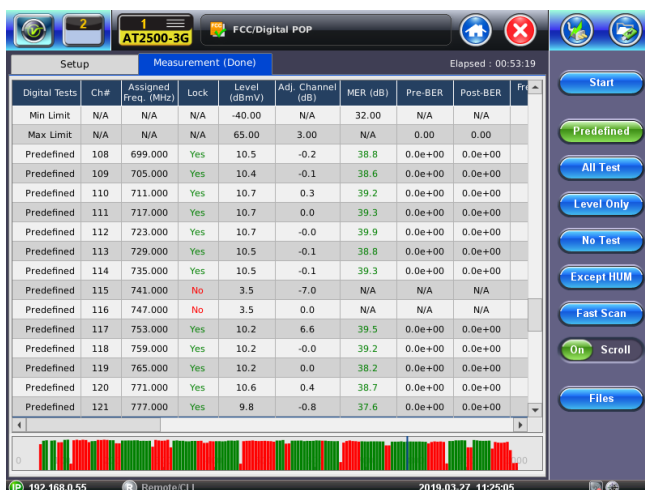 2
1
AT2500-3G
FCC/Digital POP
Setup
Measurement (Done)
Elapsed : 00:53:19
Digital Tests Ch# Assigned Freq. (MHz) Lock Level (dBmV) Adj. Channel (dB) MER (dB) Pre-BER Post-BER
Min Limit N/A N/A N/A -40.00 N/A 32.00 N/A N/A
Max Limit N/A N/A N/A 65.00 3.00 N/A 0.00 0.00
Predefined 108 699.000 Yes 10.5 -0.2 38.8 0.0e+00 0.0e+00
Predefined 109 705.000 Yes 10.4 -0.1 38.6 0.0e+00 0.0e+00
Predefined 110 711.000 Yes 10.7 0.3 39.2 0.0e+00 0.0e+00
Predefined 111 717.000 Yes 10.7 0.0 39.3 0.0e+00 0.0e+00
Predefined 112 723.000 Yes 10.7 -0.0 39.9 0.0e+00 0.0e+00
Predefined 113 729.000 Yes 10.5 -0.1 38.8 0.0e+00 0.0e+00
Predefined 114 735.000 Yes 10.5 -0.1 39.3 0.0e+00 0.0e+00
Predefined 115 741.000 No 3.5 -7.0 N/A N/A N/A
Predefined 116 747.000 No 3.5 0.0 N/A N/A N/A
Predefined 117 753.000 Yes 10.2 6.6 39.5 0.0e+00 0.0e+00
Predefined 118 759.000 Yes 10.2 -0.0 39.2 0.0e+00 0.0e+00
Predefined 119 765.000 Yes 10.2 0.0 38.2 0.0e+00 0.0e+00
Predefined 120 771.000 Yes 10.6 0.4 38.7 0.0e+00 0.0e+00
Predefined 121 777.000 Yes 9.8 -0.8 37.6 0.0e+00 0.0e+00
0
IP 192.168.0.55
R Remote/CLI
2019-03-27 11:25:05
Start
Predefined
All Test
Level Only
No Test
Except HUM
Fast Scan
On Scroll
Files